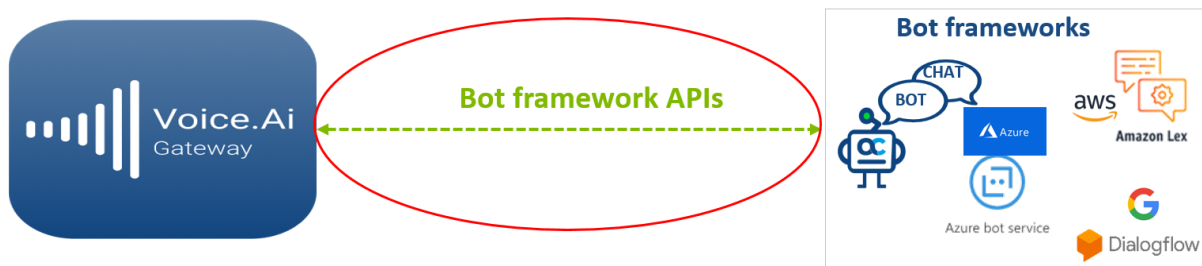 Voice.Ai
Gateway
Bot framework APIs
Bot frameworks
CHAT
BOT
Azure
Azure bot service
aws
Amazon Lex
G
Dialogflow